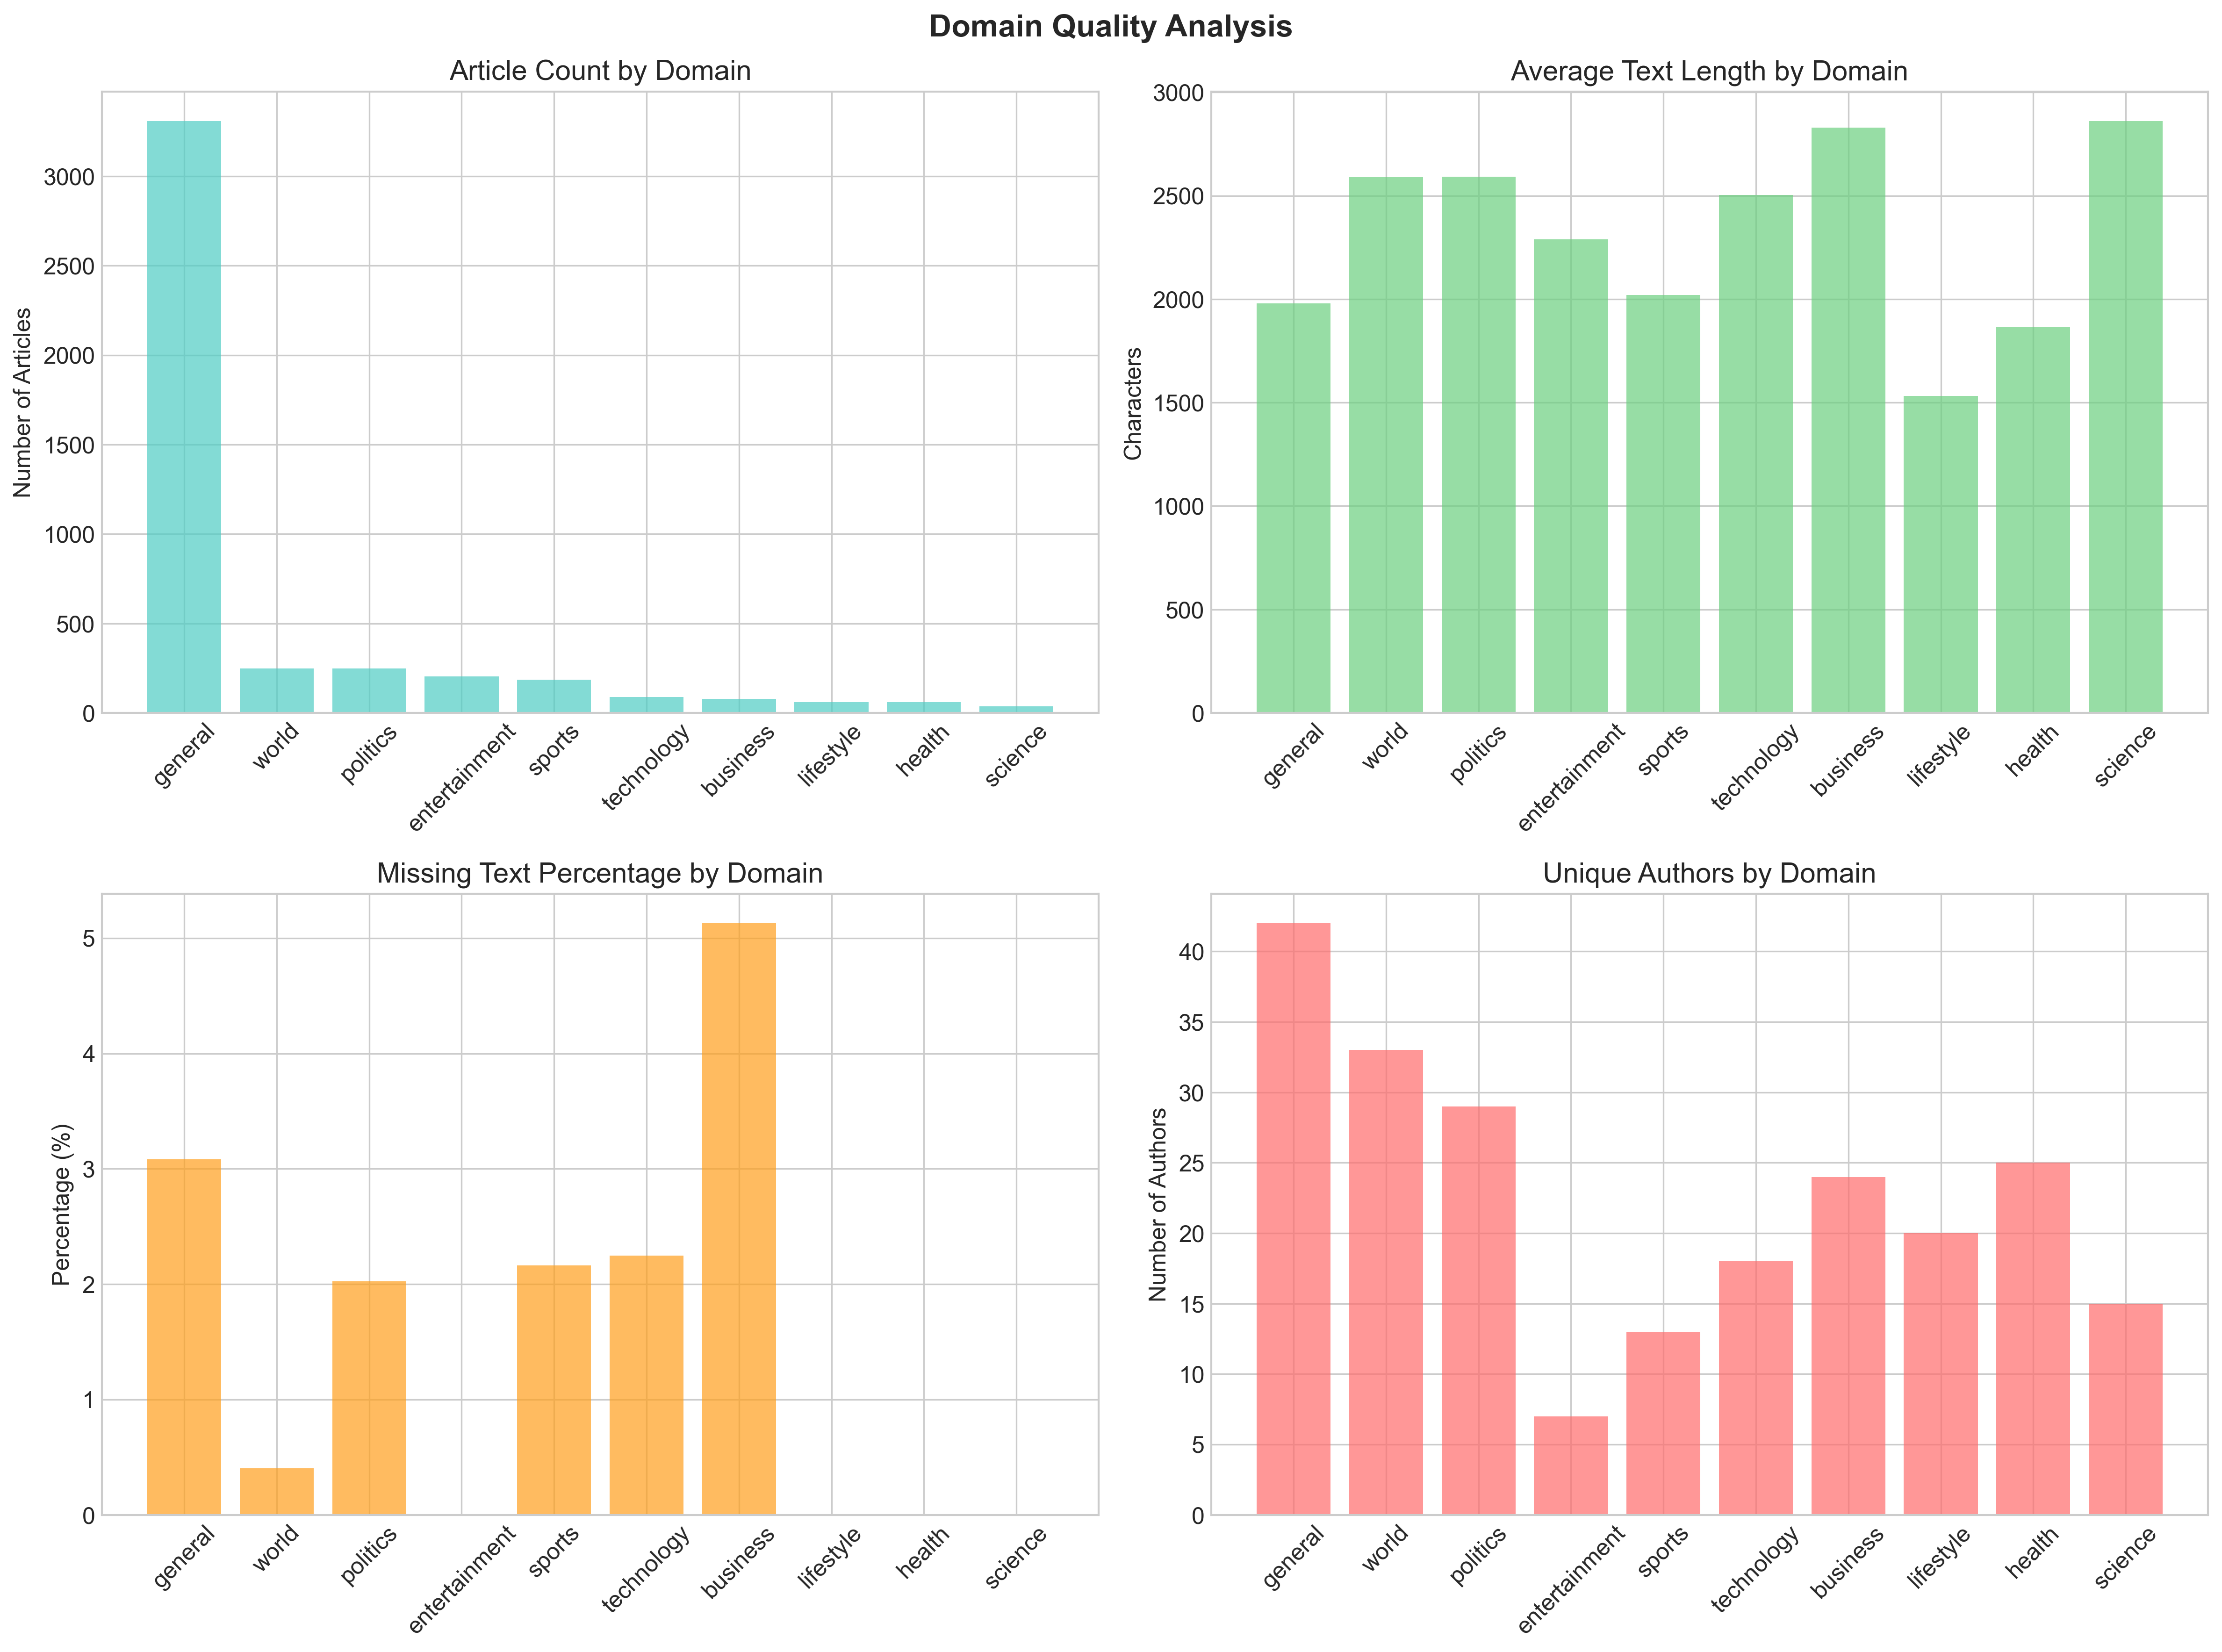 Domain Quality Analysis
Article Count by Domain
Number of Articles
3000
2500
2000
1500
1000
500
0
general
world
politics
entertainment
sports
technology
business
lifestyle
health
science
Average Text Length by Domain
Characters
3000
2500
2000
1500
1000
500
0
general
world
politics
entertainment
sports
technology
business
lifestyle
health
science
Missing Text Percentage by Domain
Percentage (%)
5
4
3
2
1
0
general
world
politics
entertainment
sports
technology
business
lifestyle
health
science
Unique Authors by Domain
Number of Authors
40
35
30
25
20
15
10
5
0
general
world
politics
entertainment
sports
technology
business
lifestyle
health
science